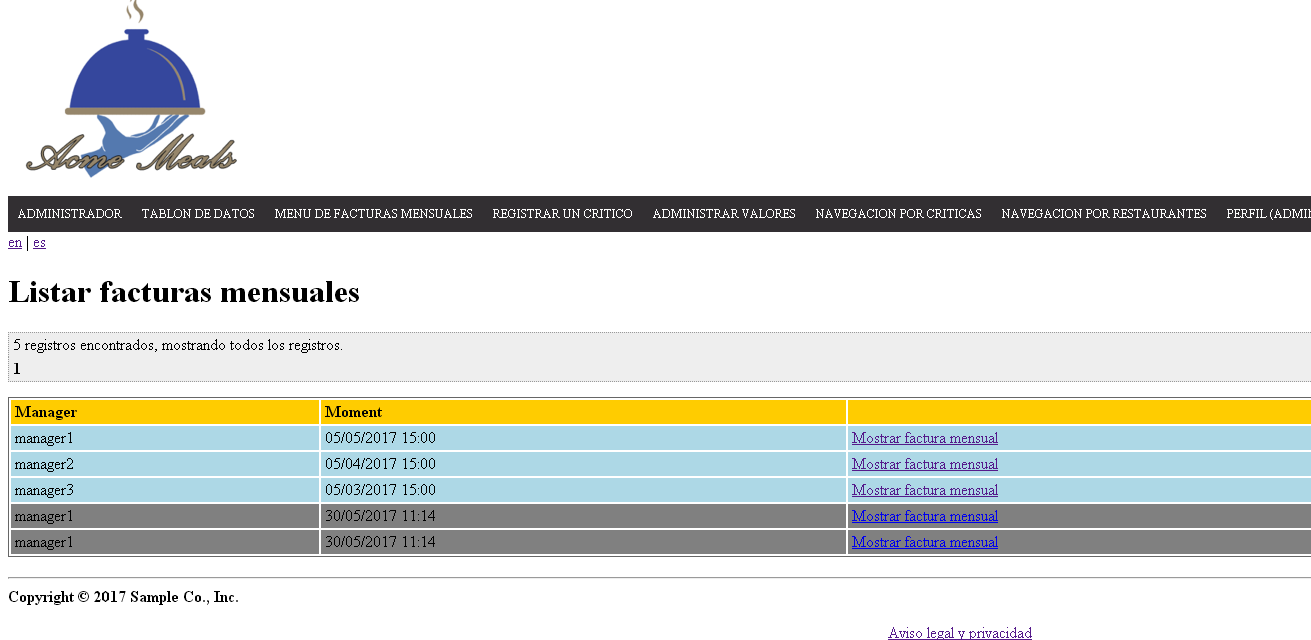 Acme Meals
ADMINISTRADOR TABLON DE DATOS MENU DE FACTURAS MENSUALES REGISTRAR UN CRITICO ADMINISTRAR VALORES NAVEGACION POR CRITICAS NAVEGACION POR RESTAURANTES PERFIL (ADMIN
en | es
Listar facturas mensuales
5 registros encontrados, mostrando todos los registros.
1
Manager Moment
manager1 05/05/2017 15:00 Mostrar factura mensual
manager2 05/04/2017 15:00 Mostrar factura mensual
manager3 05/03/2017 15:00 Mostrar factura mensual
manager1 30/05/2017 11:14 Mostrar factura mensual
manager1 30/05/2017 11:14 Mostrar factura mensual
Copyright © 2017 Sample Co., Inc.
Aviso legal y privacidad